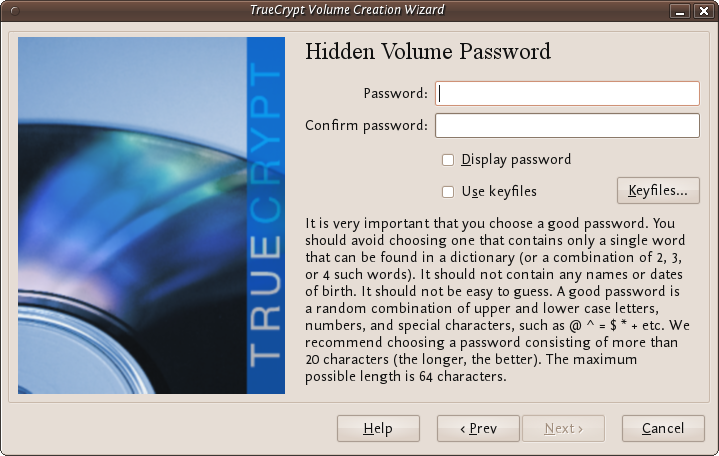 TrueCrypt Volume Creation Wizard
TRUECRYPT
Hidden Volume Password
Password:
Confirm password:
Display password
Use keyfiles
Keyfiles...
It is very important that you choose a good password. You
should avoid choosing one that contains only a single word
that can be found in a dictionary (or a combination of 2, 3,
or 4 such words). It should not contain any names or dates
of birth. It should not be easy to guess. A good password is
a random combination of upper and lower case letters,
numbers, and special characters, such as @ ^ = $ * + etc. We
recommend choosing a password consisting of more than
20 characters (the longer, the better). The maximum
possible length is 64 characters.
Help
< Prev
Next >
Cancel